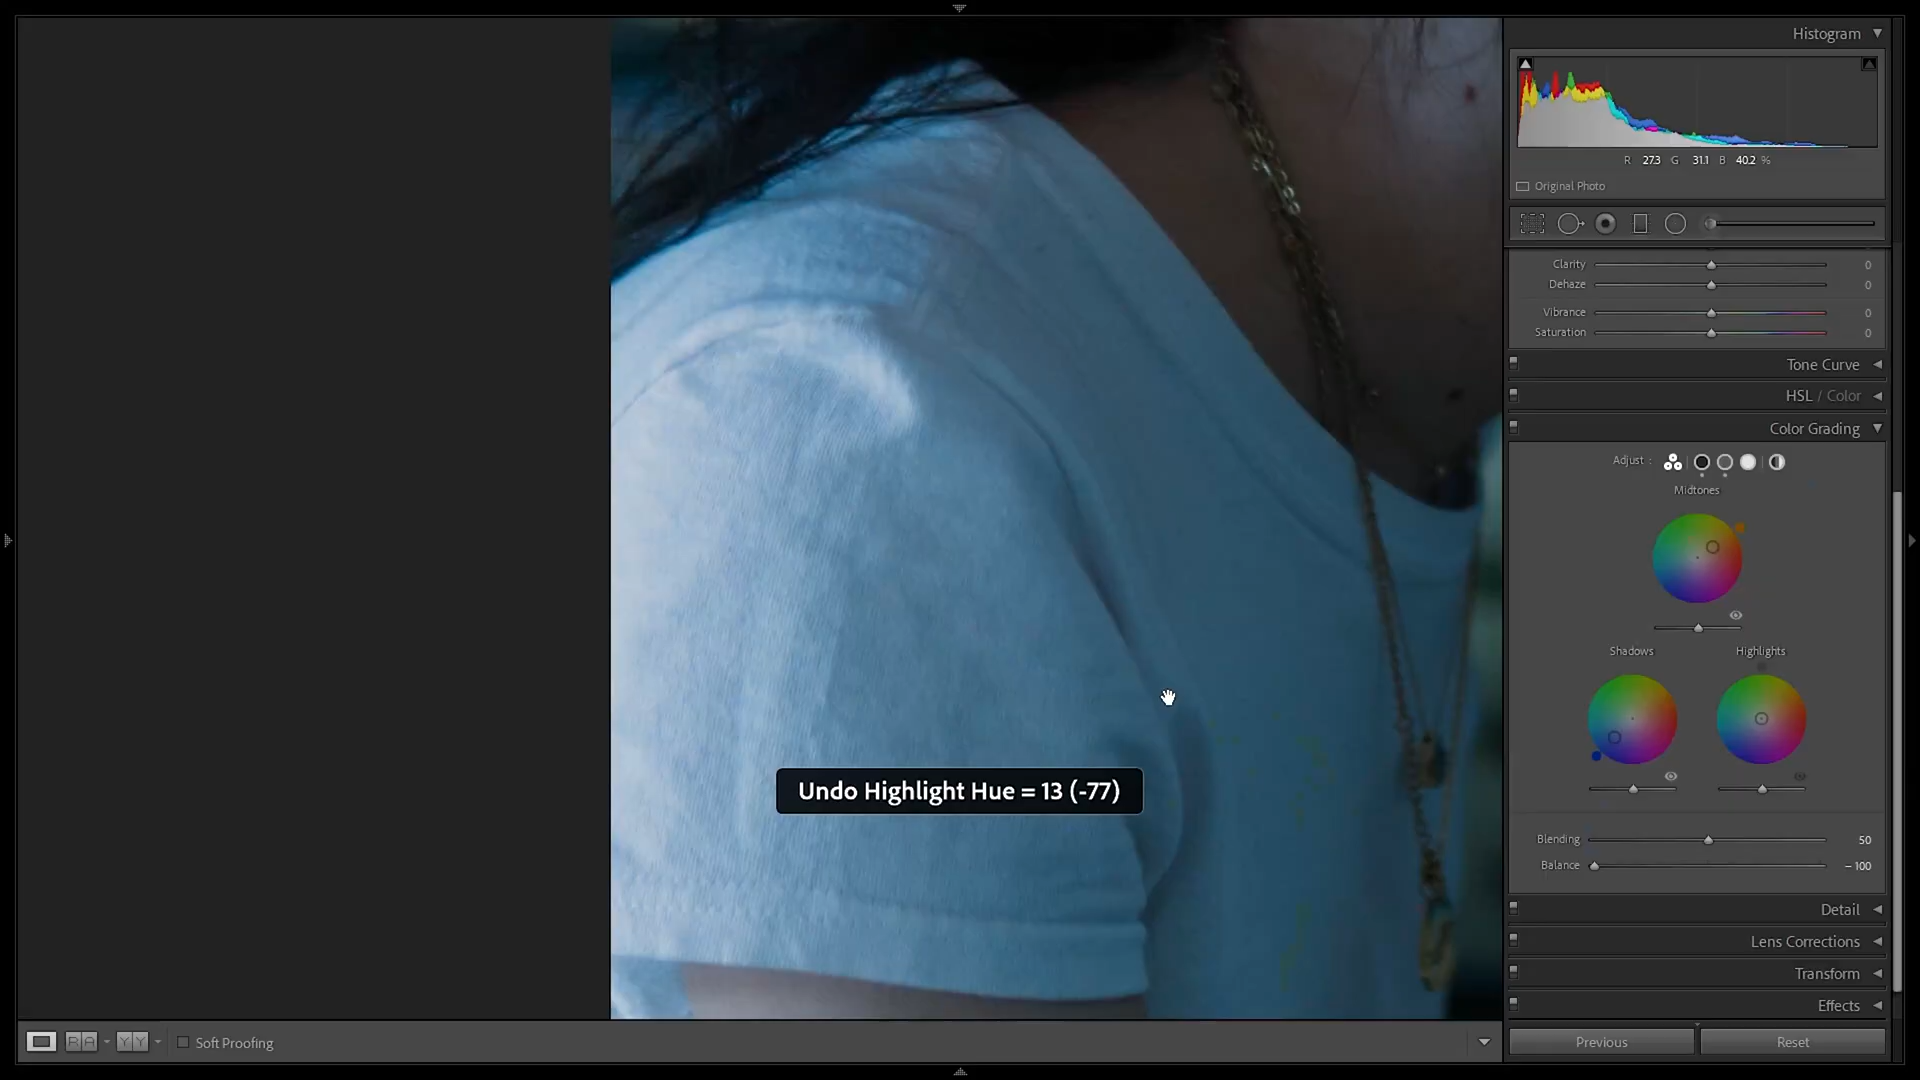 Histogram
R 27.3 G 31.1 B 40.2 %
Original Photo
Clarity 0
Dehaze 0
Vibrance 0
Saturation 0
Tone Curve
HSL / Color
Color Grading
Adjust :
Midtones
Shadows Highlights
Undo Highlight Hue = 13 (-77)
Blending 50
Balance – 100
Detail
Lens Corrections
Transform
Effects
R A Y Y Soft Proofing
Previous Reset